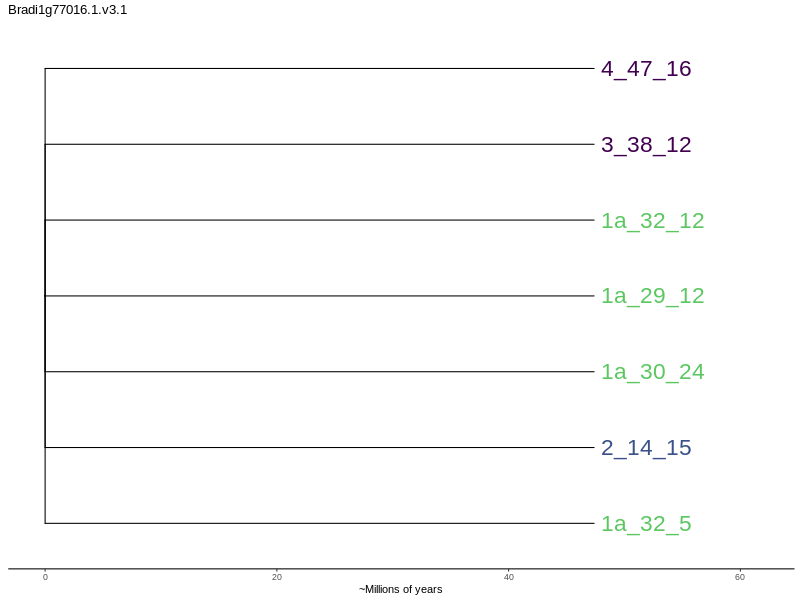 Bradi1g77016.1.v3.1
4_47_16
3_38_12
1a_32_12
1a_29_12
1a_30_24
2_14_15
1a_32_5
0 20 40 60
~Millions of years